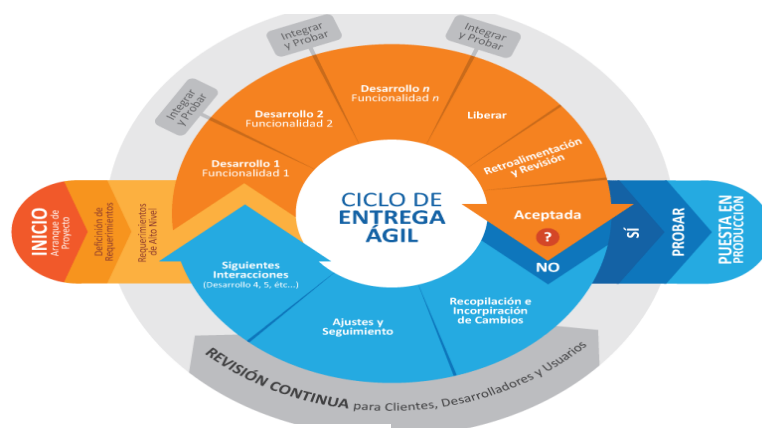 Integrar
y Probar
Integrar
y Probar
Integrar
y Probar
Desarrollo 1
Funcionalidad 1
Desarrollo 2
Funcionalidad 2
Desarrollo n
Funcionalidad n
Liberar
Retroalimentación
y Revisión
Aceptada
?
NO
SÍ
PROBAR
PUESTA EN
PRODUCCIÓN
INICIO
Arranque de
Proyecto
Deficinión de
Requerimientos
Requerimientos
de Alto Nivel
CICLO DE
ENTREGA
ÁGIL
Siguientes
Interacciones
(Desarrollo 4, 5, étc...)
Ajustes y
Seguimiento
Recopilación e
Incorpiración
de Cambios
REVISIÓN CONTINUA para Clientes, Desarrolladores y Usuarios